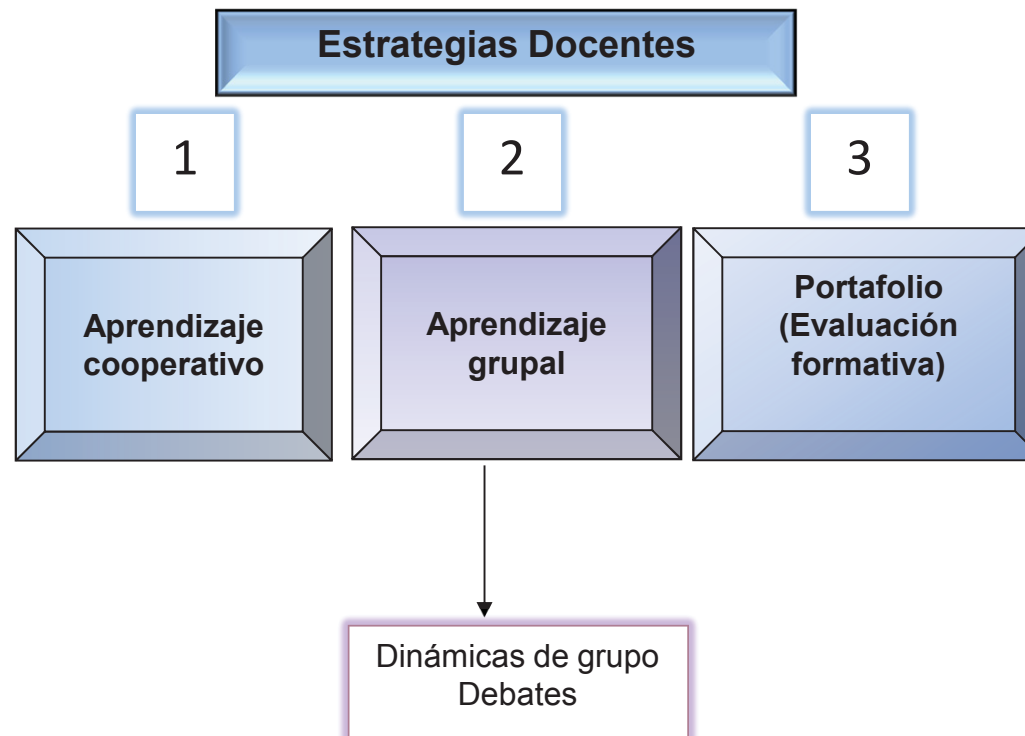 Estrategias Docentes
1
2
3
Aprendizaje
cooperativo
Aprendizaje
grupal
Portafolio
(Evaluación
formativa)
Dinámicas de grupo
Debates